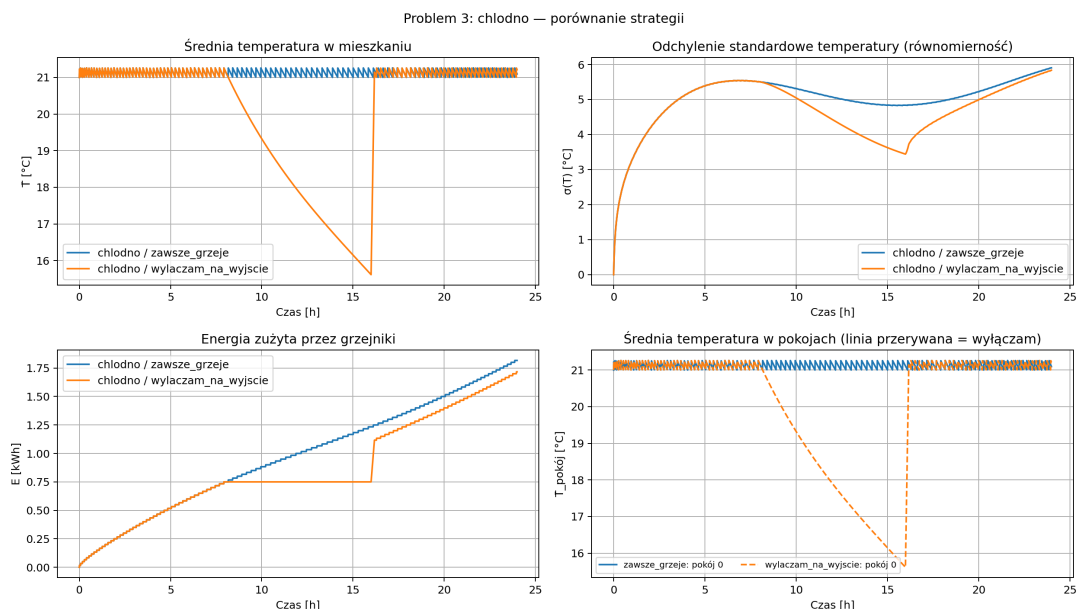 Problem 3: chlodno — porównanie strategii
Średnia temperatura w mieszkaniu
T [°C]
21
20
19
18
17
16
chlodno / zawsze_grzeje
chlodno / wylaczam_na_wyjscie
0 5 10 15 20 25
Czas [h]
Odchylenie standardowe temperatury (równomierność)
σ(T) [°C]
6
5
4
3
2
1
0
chlodno / zawsze_grzeje
chlodno / wylaczam_na_wyjscie
0 5 10 15 20 25
Czas [h]
Energia zużyta przez grzejniki
E [kWh]
1.75
1.50
1.25
1.00
0.75
0.50
0.25
0.00
chlodno / zawsze_grzeje
chlodno / wylaczam_na_wyjscie
0 5 10 15 20 25
Czas [h]
Średnia temperatura w pokojach (linia przerywana = wyłączam)
T_pokój [°C]
21
20
19
18
17
16
zawsze_grzeje: pokój 0 wylaczam_na_wyjscie: pokój 0
0 5 10 15 20 25
Czas [h]